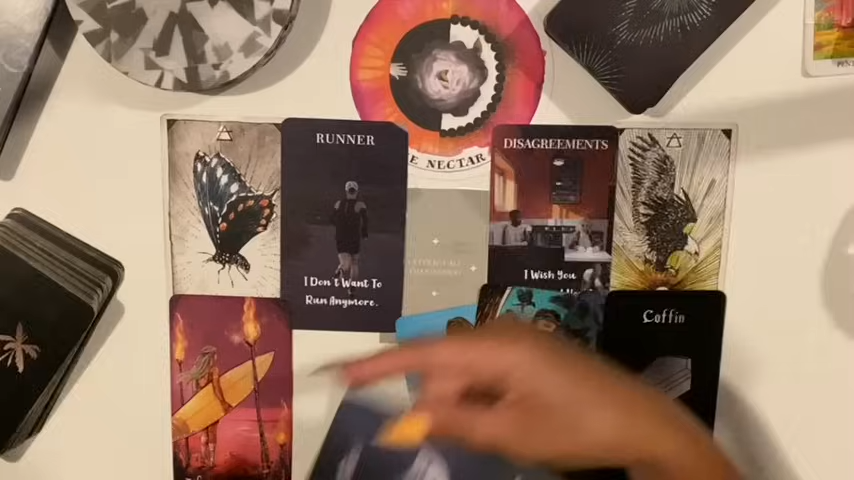 RUNNER
DISAGREEMENTS
E NECTAR
I Don't Want To
Run Anymore.
I Wish You
Coffin